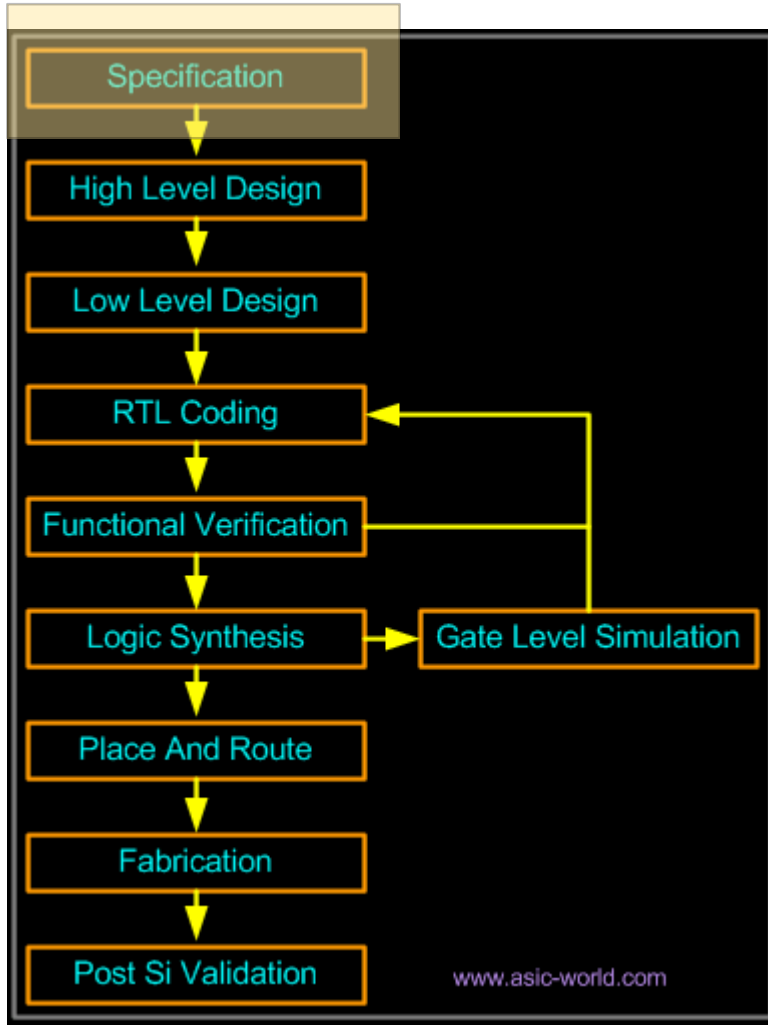 Specification
High Level Design
Low Level Design
RTL Coding
Functional Verification
Logic Synthesis
Gate Level Simulation
Place And Route
Fabrication
Post Si Validation
www.asic-world.com